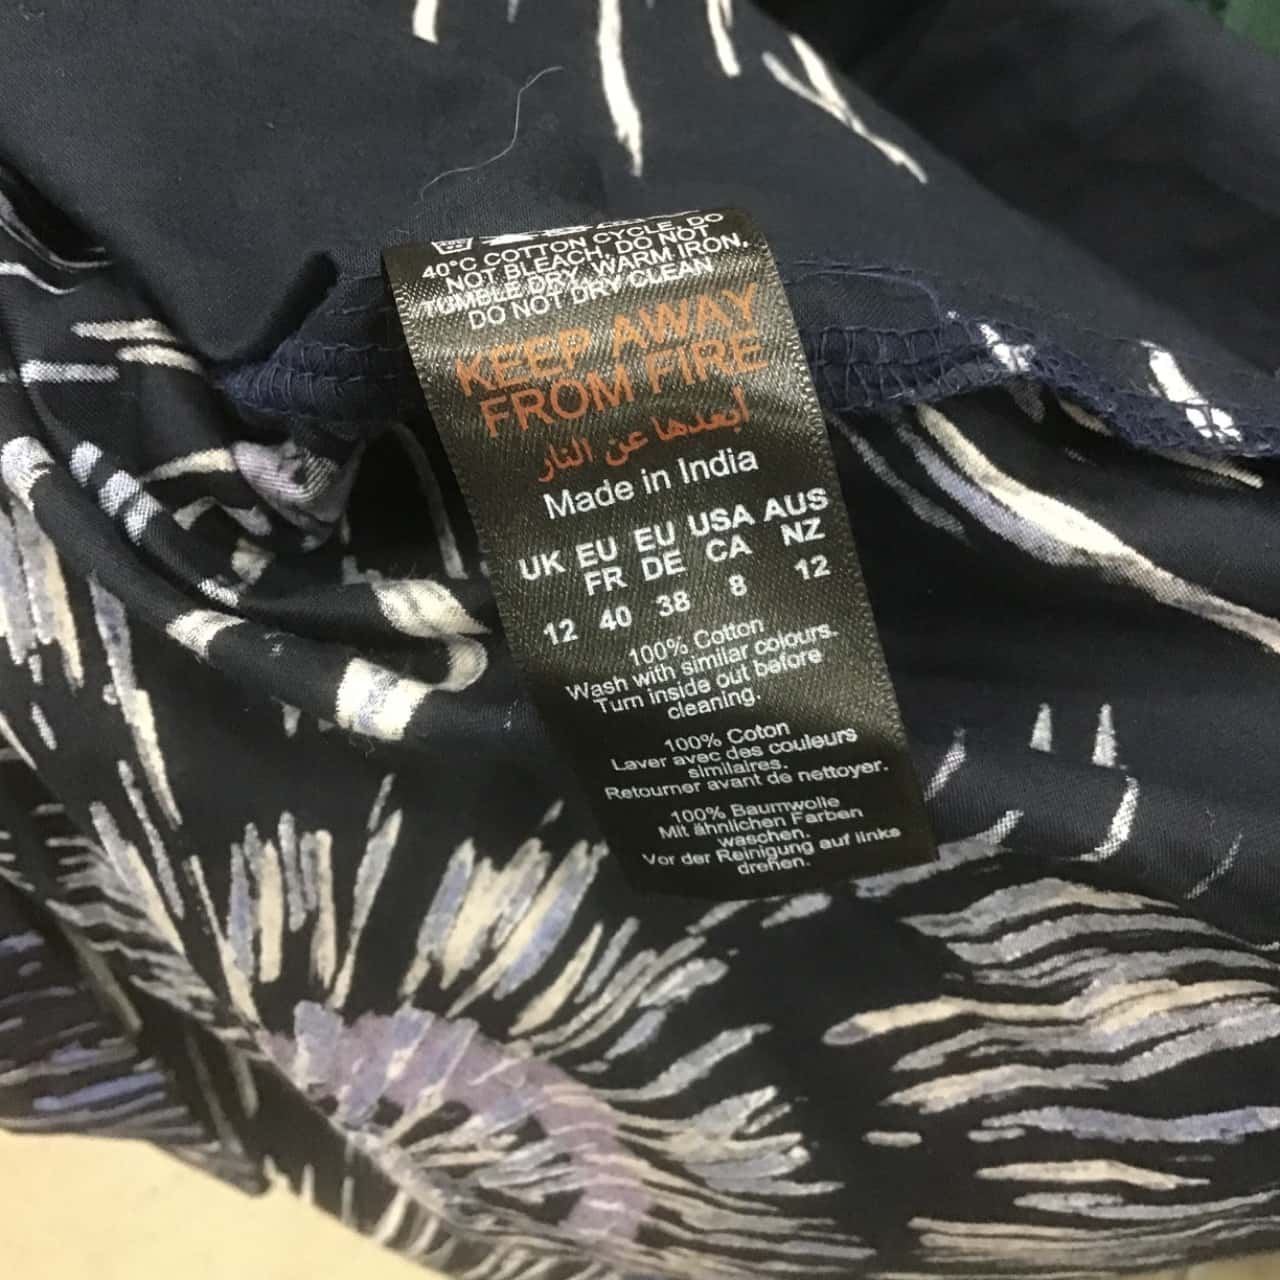 40°C COTTON CYCLE, DO
NOT BLEACH, DO NOT
TUMBLE DRY, WARM IRON,
DO NOT DRY CLEAN
KEEP AWAY
FROM FIRE
أبعدها عن النار
Made in India
UK EU EU USA AUS
FR DE CA NZ
12 40 38 8 12
100% Cotton
Wash with similar colours.
Turn inside out before
cleaning.
100% Coton
Laver avec des couleurs
similaires.
Retourner avant de nettoyer.
100% Baumwolle
Mit ähnlichen Farben
waschen.
Vor der Reinigung auf links
drehen.